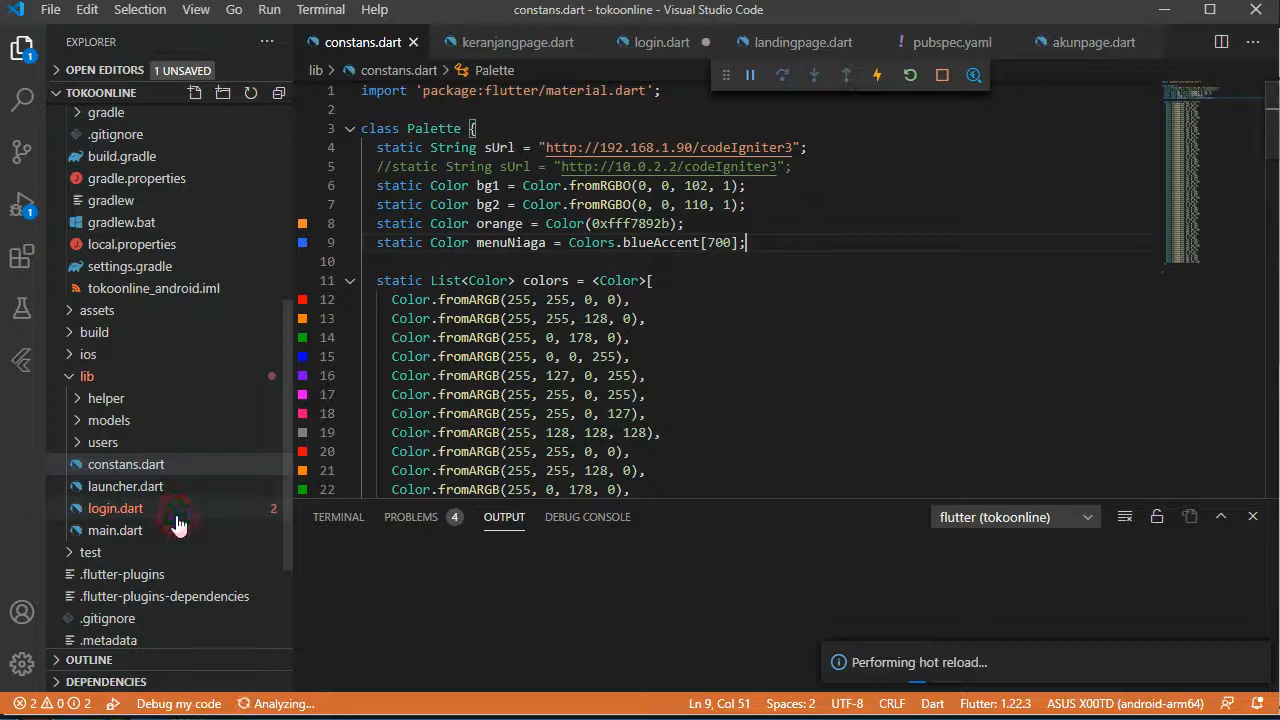 File Edit Selection View Go Run Terminal Help
constans.dart - tokoonline - Visual Studio Code
EXPLORER
constans.dart
keranjangpage.dart
login.dart
landingpage.dart
! pubspec.yaml
akunpage.dart
OPEN EDITORS 1 UNSAVED
lib > constans.dart > Palette
TOKOONLINE
gradle
.gitignore
build.gradle
gradle.properties
gradlew
gradlew.bat
local.properties
settings.gradle
tokoonline_android.iml
assets
build
ios
lib
helper
models
users
constans.dart
launcher.dart
login.dart 2
main.dart
test
.flutter-plugins
.flutter-plugins-dependencies
.gitignore
.metadata
OUTLINE
DEPENDENCIES
1 import 'package:flutter/material.dart';
2
3 class Palette {
4 static String sUrl = "http://192.168.1.90/codeIgniter3";
5 //static String sUrl = "http://10.0.2.2/codeIgniter3";
6 static Color bg1 = Color.fromRGBO(0, 0, 102, 1);
7 static Color bg2 = Color.fromRGBO(0, 0, 110, 1);
8 static Color orange = Color(0xfff7892b);
9 static Color menuNiaga = Colors.blueAccent[700];
10
11 static List<Color> colors = <Color>[
12 Color.fromARGB(255, 255, 0, 0),
13 Color.fromARGB(255, 255, 128, 0),
14 Color.fromARGB(255, 0, 178, 0),
15 Color.fromARGB(255, 0, 0, 255),
16 Color.fromARGB(255, 127, 0, 255),
17 Color.fromARGB(255, 255, 0, 255),
18 Color.fromARGB(255, 255, 0, 127),
19 Color.fromARGB(255, 128, 128, 128),
20 Color.fromARGB(255, 255, 0, 0),
21 Color.fromARGB(255, 255, 128, 0),
22 Color.fromARGB(255, 0, 178, 0),
TERMINAL PROBLEMS 4 OUTPUT DEBUG CONSOLE
flutter (tokoonline)
Performing hot reload...
1
1
2 0 2 Debug my code Analyzing... Ln 9, Col 51 Spaces: 2 UTF-8 CRLF Dart Flutter: 1.22.3 ASUS X00TD (android-arm64)